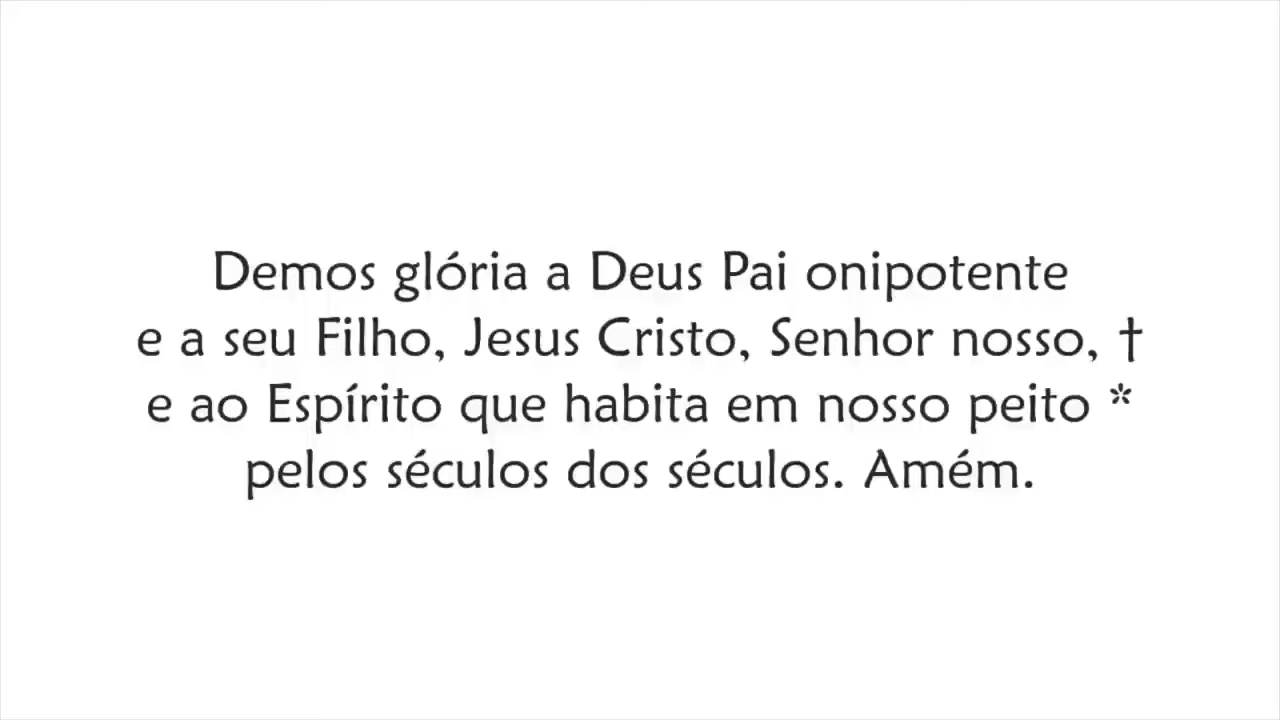 Demos glória a Deus Pai onipotente
e a seu Filho, Jesus Cristo, Senhor nosso, †
e ao Espírito que habita em nosso peito *
pelos séculos dos séculos. Amém.